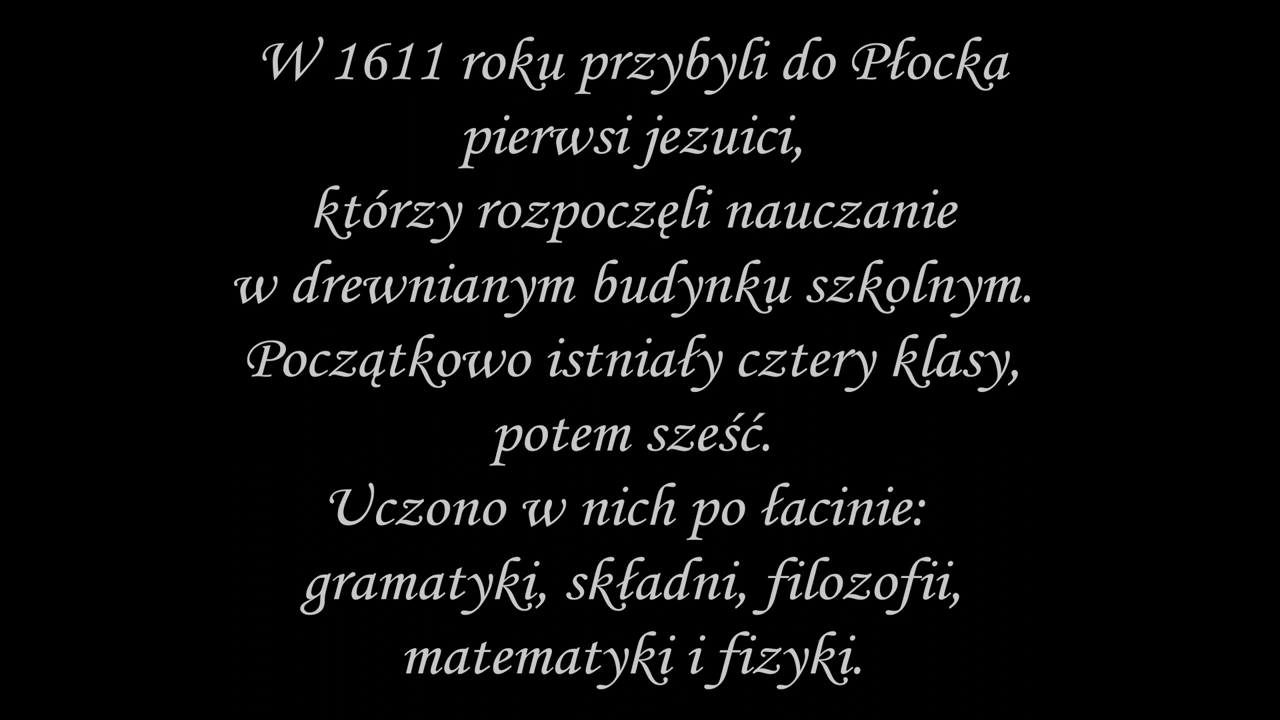 W 1611 roku przybyli do Płocka
pierwsi jezuici,
którzy rozpoczęli nauczanie
w drewnianym budynku szkolnym.
Początkowo istniały cztery klasy,
potem sześć.
Uczono w nich po łacinie:
gramatyki, składni, filozofii,
matematyki i fizyki.